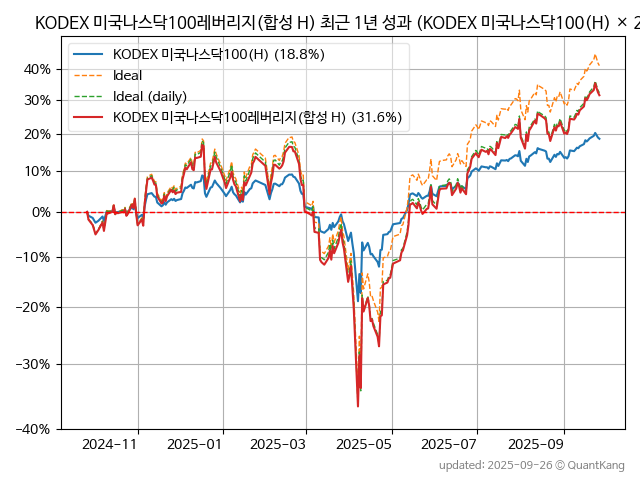 KODEX 미국나스닥100레버리지(합성 H) 최근 1년 성과 (KODEX 미국나스닥100(H) × 2
KODEX 미국나스닥100(H) (18.8%)
Ideal
Ideal (daily)
KODEX 미국나스닥100레버리지(합성 H) (31.6%)
40%
30%
20%
10%
0%
−10%
−20%
−30%
−40%
2024-11
2025-01
2025-03
2025-05
2025-07
2025-09
updated: 2025-09-26 © QuantKang